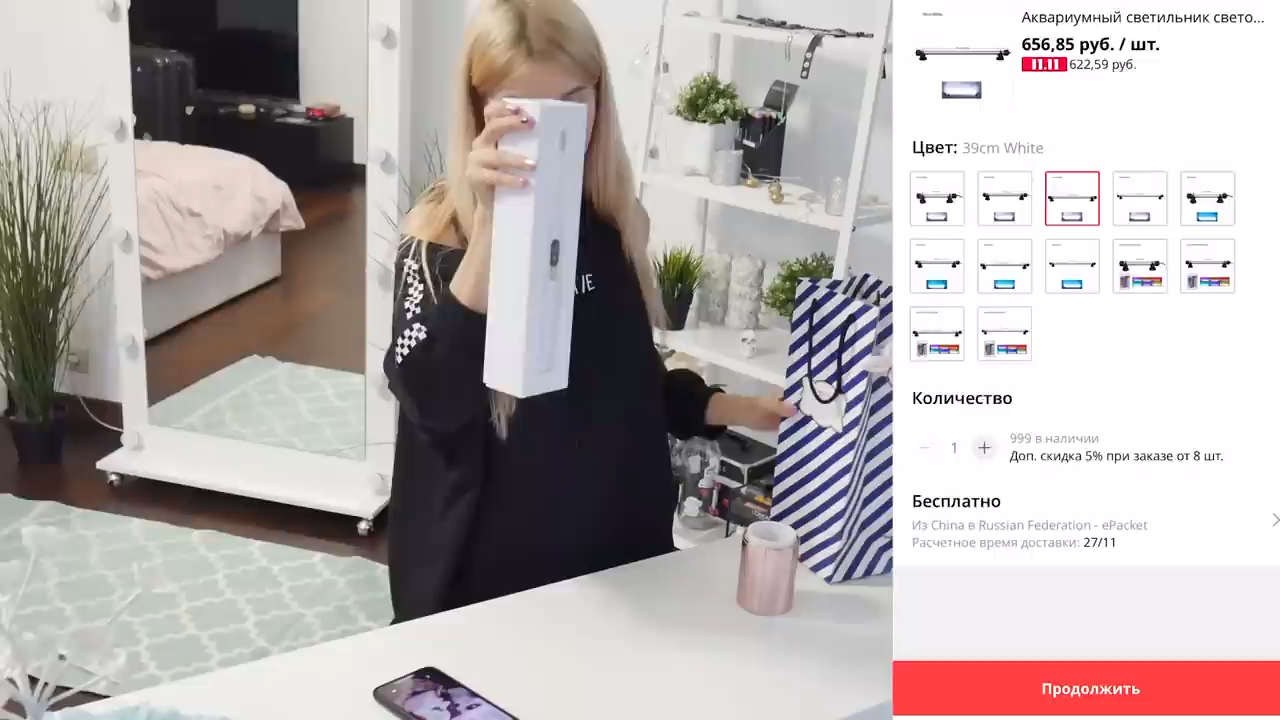 Аквариумный светильник свето...
656,85 руб. / шт.
11.11 622,59 руб.
Цвет: 39cm White
Количество
1
999 в наличии
Доп. скидка 5% при заказе от 8 шт.
Бесплатно
Из China в Russian Federation - ePacket
Расчетное время доставки: 27/11
Продолжить